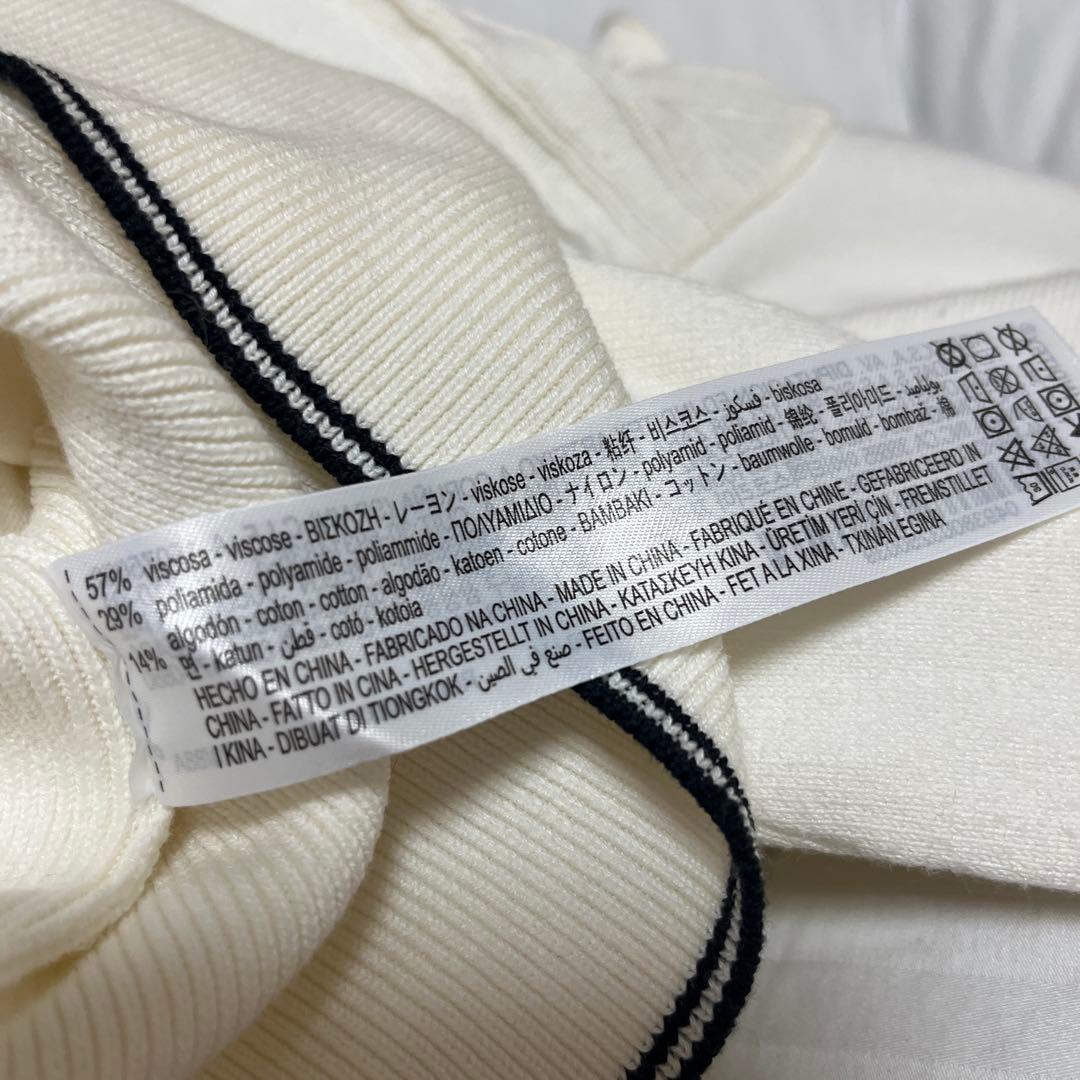 57% viscosa - viscose - ΒΙΣΚΟΖΗ - レーヨン - viskose - viskoza - 粘纤 - 비스코스 - فسكوز - biskosa
29% poliamida - polyamide - poliammide - ΠΟΛΥΑΜΙΔΙΟ - ナイロン - polyamid - poliamid - 锦纶 - 폴리아미드 - بولياميد
14% algodón - coton - cotton - algodão - katoen - cotone - BAMBAKI - コットン - baumwolle - bomuld - bombaž - 棉
면 - katun - قطن - cotó - kotoia
HECHO EN CHINA - FABRICADO NA CHINA - MADE IN CHINA - FABRIQUÉ EN CHINE - GEFABRICEERD IN
CHINA - FATTO IN CINA - HERGESTELLT IN CHINA - ΚΑΤΑΣΚΕΥΗ ΚΙΝΑ - ÜRETİM YERİ ÇİN - FREMSTILLET
I KINA - DIBUAT DI TIONGKOK - صنع في الصين - FEITO EN CHINA - FET A LA XINA - TXINAN EGINA